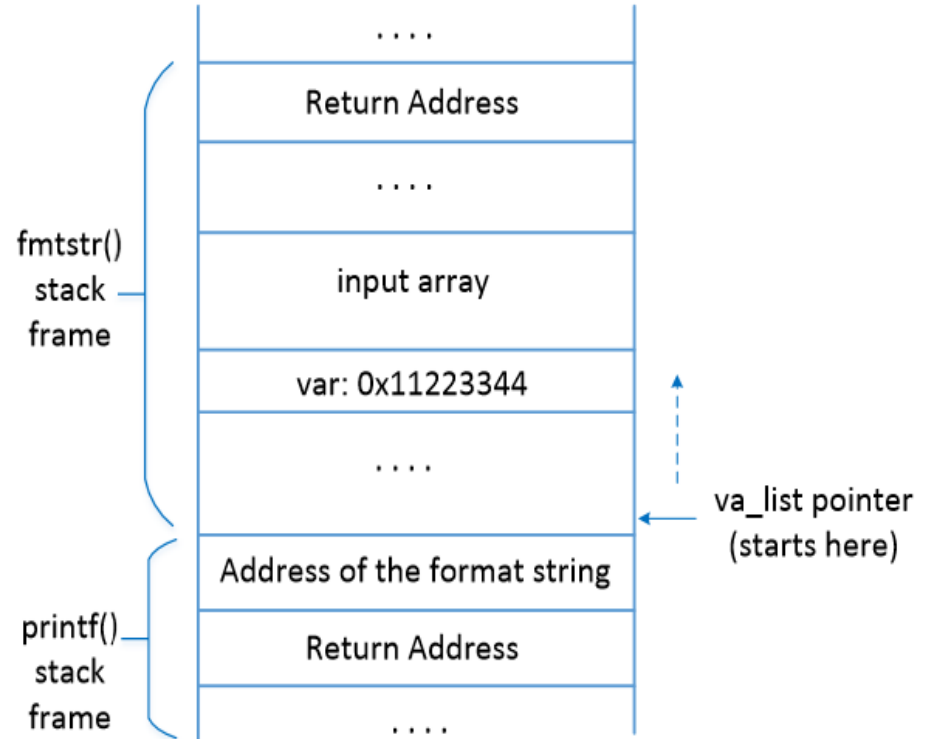 . . . .
Return Address
. . . .
fmtstr()
stack
frame
input array
var: 0x11223344
. . . .
va_list pointer
(starts here)
Address of the format string
printf()
stack
frame
Return Address
. . . .